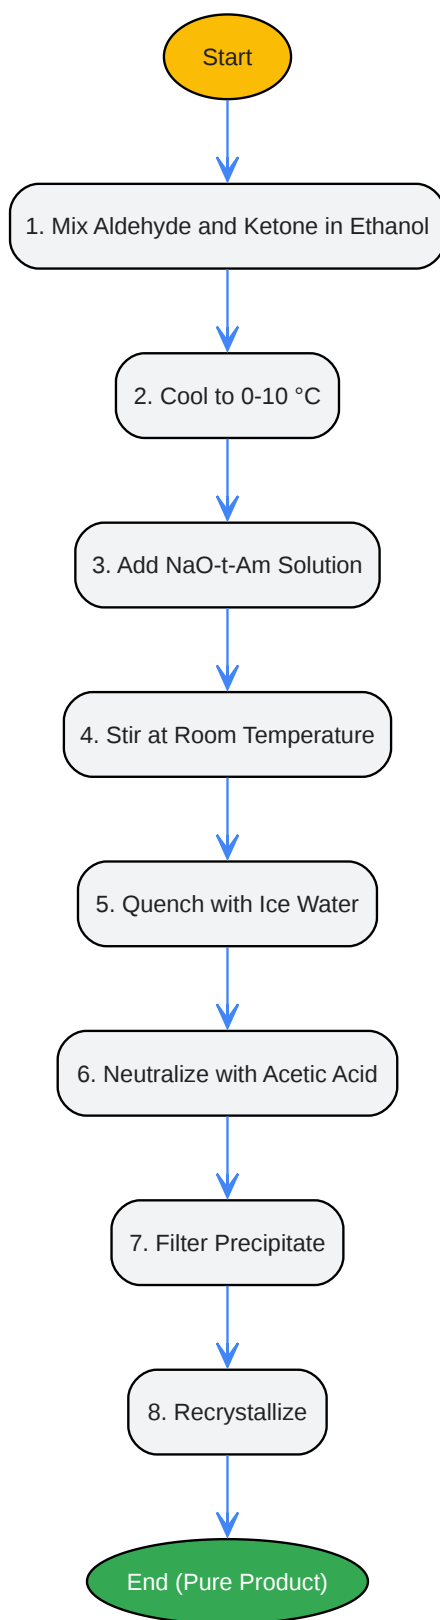 Start
1. Mix Aldehyde and Ketone in Ethanol
2. Cool to 0-10 °C
3. Add NaO-t-Am Solution
4. Stir at Room Temperature
5. Quench with Ice Water
6. Neutralize with Acetic Acid
7. Filter Precipitate
8. Recrystallize
End (Pure Product)